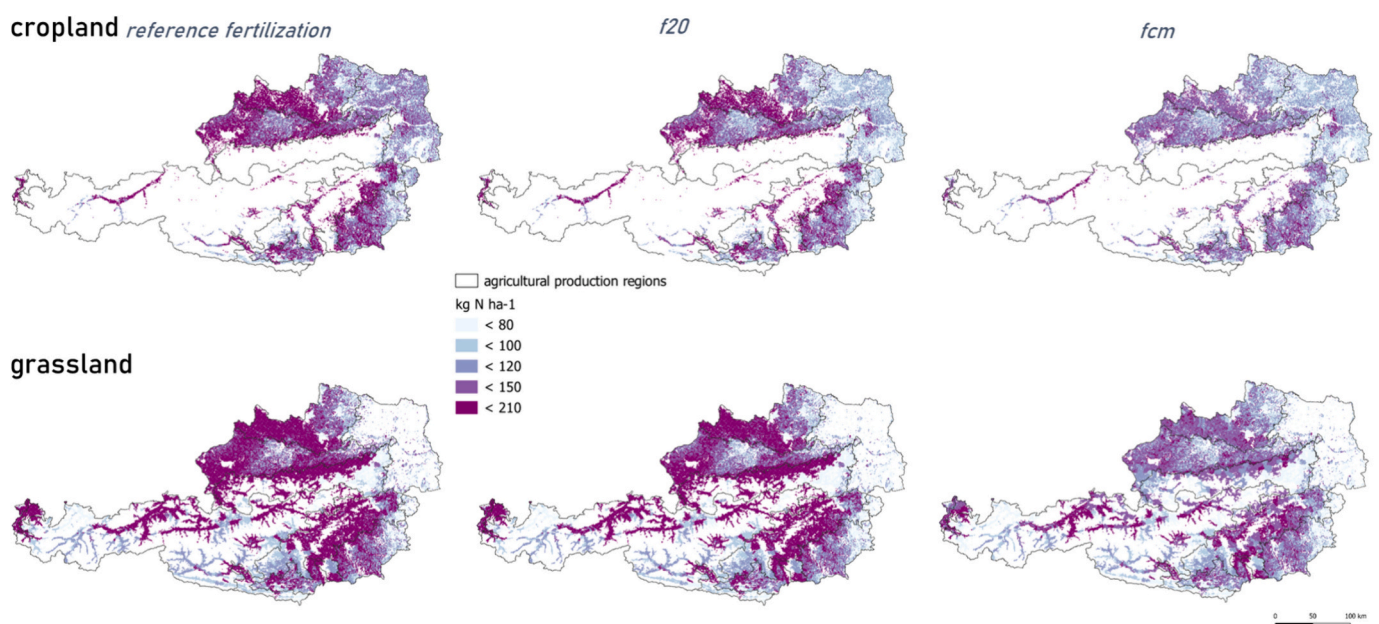 cropland reference fertilization
f20
fcm
agricultural production regions
kg N ha-1
< 80
< 100
< 120
< 150
< 210
grassland
0 50 100 km